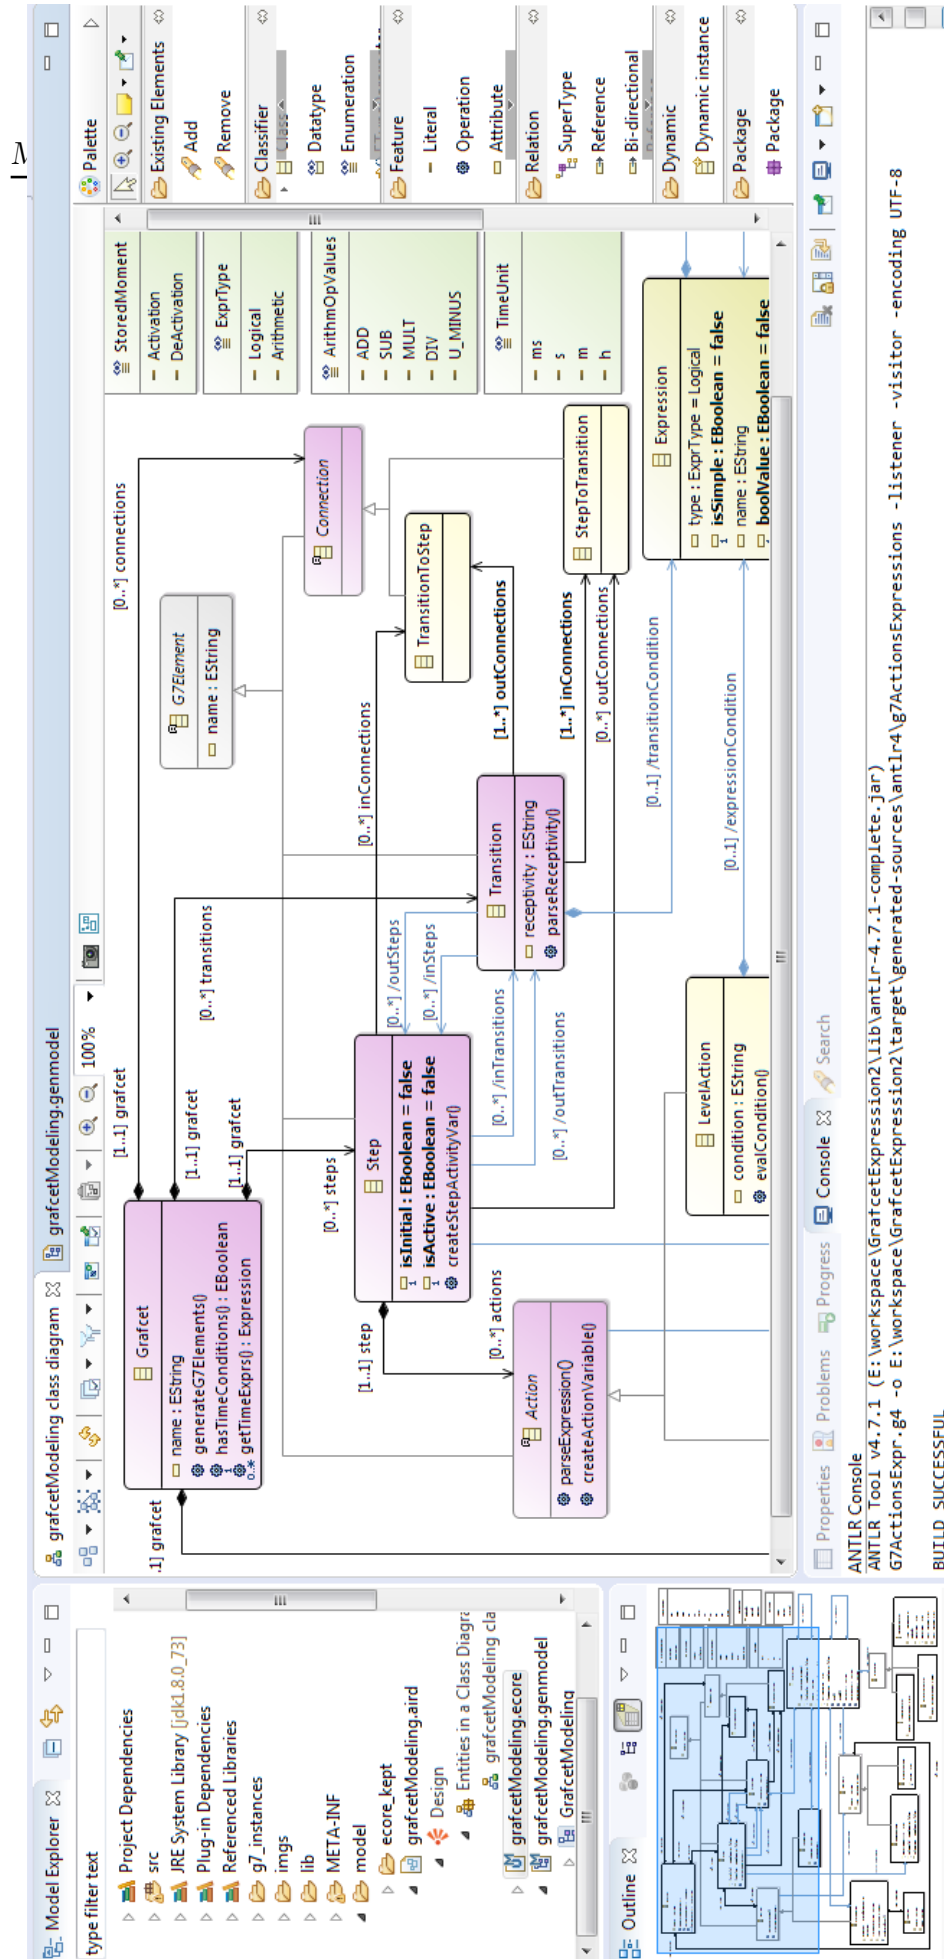 Model Explorer
type filter text
Project Dependencies
src
JRE System Library [jdk1.8.0_73]
Plug-in Dependencies
Referenced Libraries
g7_instances
imgs
lib
META-INF
model
ecore_kept
grafcetModeling.aird
Design
Entities in a Class Diagra
grafcetModeling cla
grafcetModeling.ecore
grafcetModeling.genmodel
GrafcetModeling
Outline
grafcetModeling class diagram
grafcetModeling.genmodel
100%
.1] grafcet
Grafcet
name : EString
generateG7Elements()
hasTimeConditions() : EBoolean
getTimeExprs() : Expression
0..*
[1..1] grafcet
[1..1] grafcet
[1..1] grafcet
[0..*] connections
[0..*] transitions
[0..*] steps
G7Element
name : EString
Connection
Step
isInitial : EBoolean = false
isActive : EBoolean = false
createStepActivityVar()
[0..*] inConnections
TransitionToStep
[0..*] /outSteps
[0..*] /inSteps
[0..*] /inTransitions
[0..*] /outTransitions
Transition
receptivity : EString
parseReceptivity()
[1..*] outConnections
[1..*] inConnections
[0..*] outConnections
StepToTransition
[1..1] step
[0..*] actions
Action
parseExpression()
createActionVariable()
[0..1] /transitionCondition
[0..1] /expressionCondition
LevelAction
condition : EString
evalCondition()
Expression
type : ExprType = Logical
isSimple : EBoolean = false
name : EString
boolValue : EBoolean = false
StoredMoment
Activation
DeActivation
ExprType
Logical
Arithmetic
ArithmOpValues
ADD
SUB
MULT
DIV
U_MINUS
TimeUnit
ms
s
m
h
Palette
Existing Elements
Add
Remove
Classifier
Class
Datatype
Enumeration
Feature
Literal
Operation
Attribute
Relation
SuperType
Reference
Bi-directional
Dynamic
Dynamic instance
Package
Package
Properties
Problems
Progress
Console
Search
ANTLR Console
ANTLR Tool v4.7.1 (E:\workspace\GrafcetExpression2\lib\antlr-4.7.1-complete.jar)
G7ActionsExpr.g4 -o E:\workspace\GrafcetExpression2\target\generated-sources\antlr4\g7ActionsExpressions -listener -visitor -encoding UTF-8
BUILD SUCCESSFUL